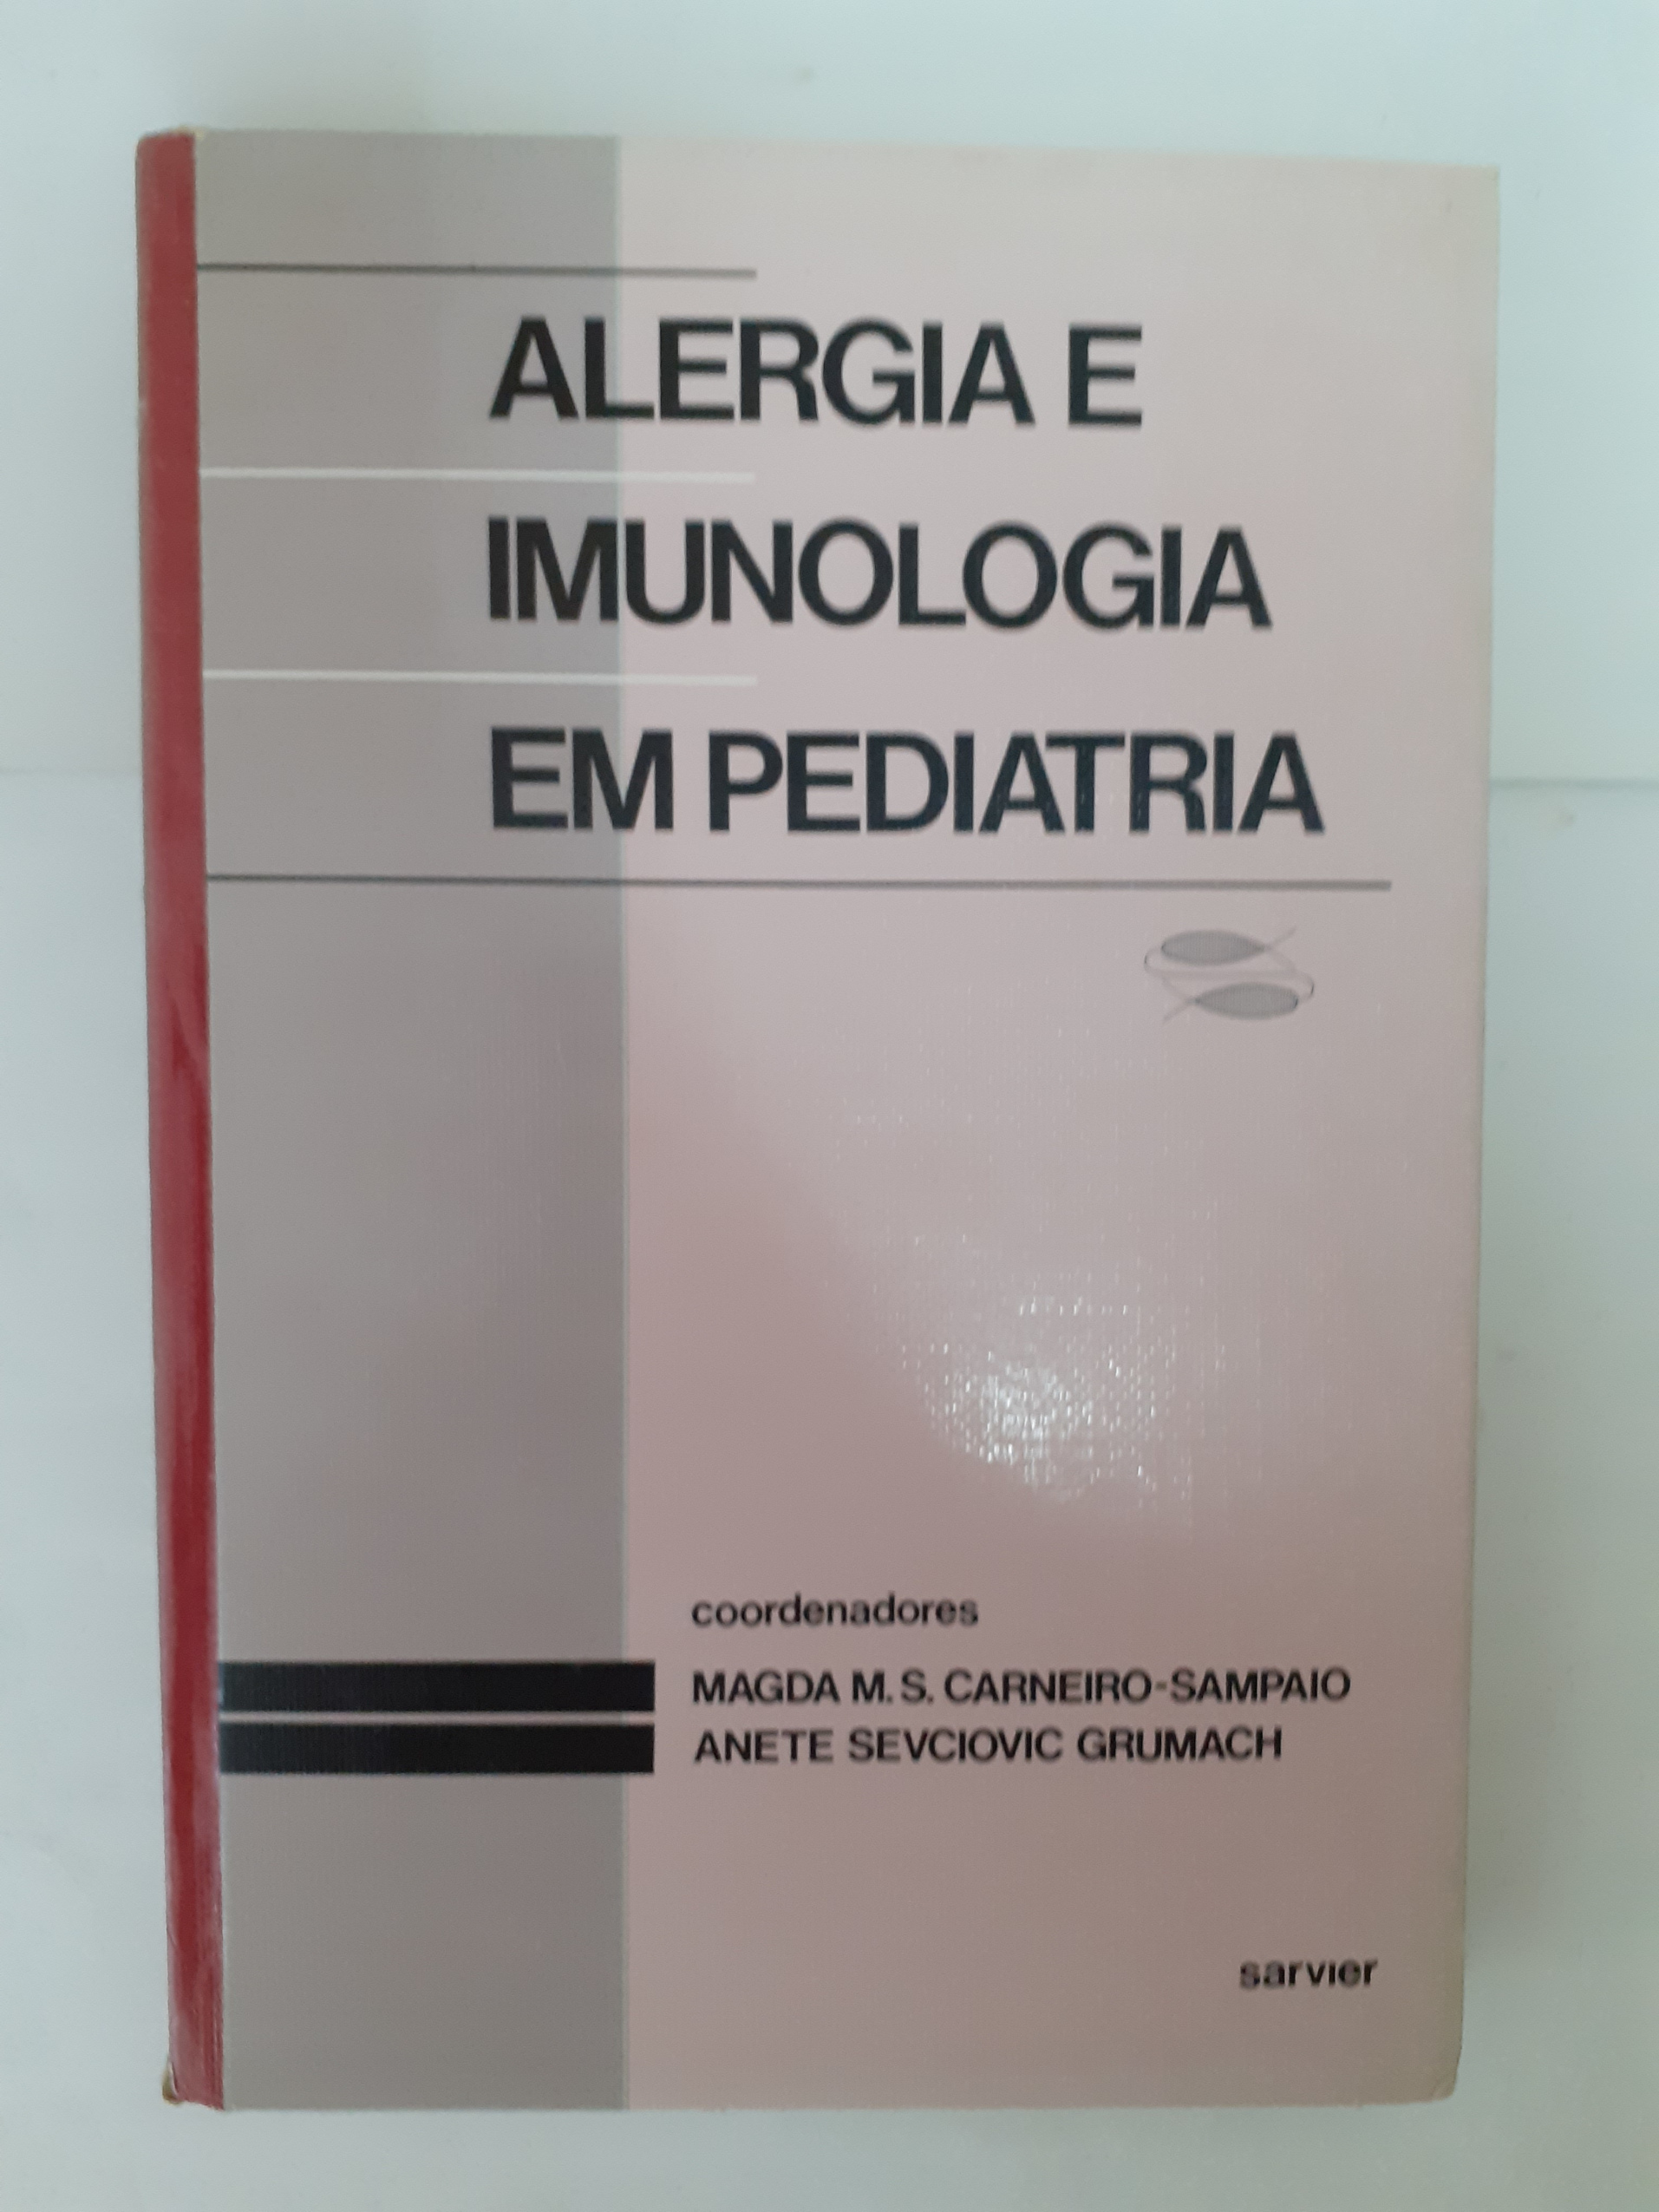 ALERGIA E
IMUNOLOGIA
EM PEDIATRIA
coordenadores
MAGDA M. S. CARNEIRO-SAMPAIO
ANETE SEVCIOVIC GRUMACH
sarvier